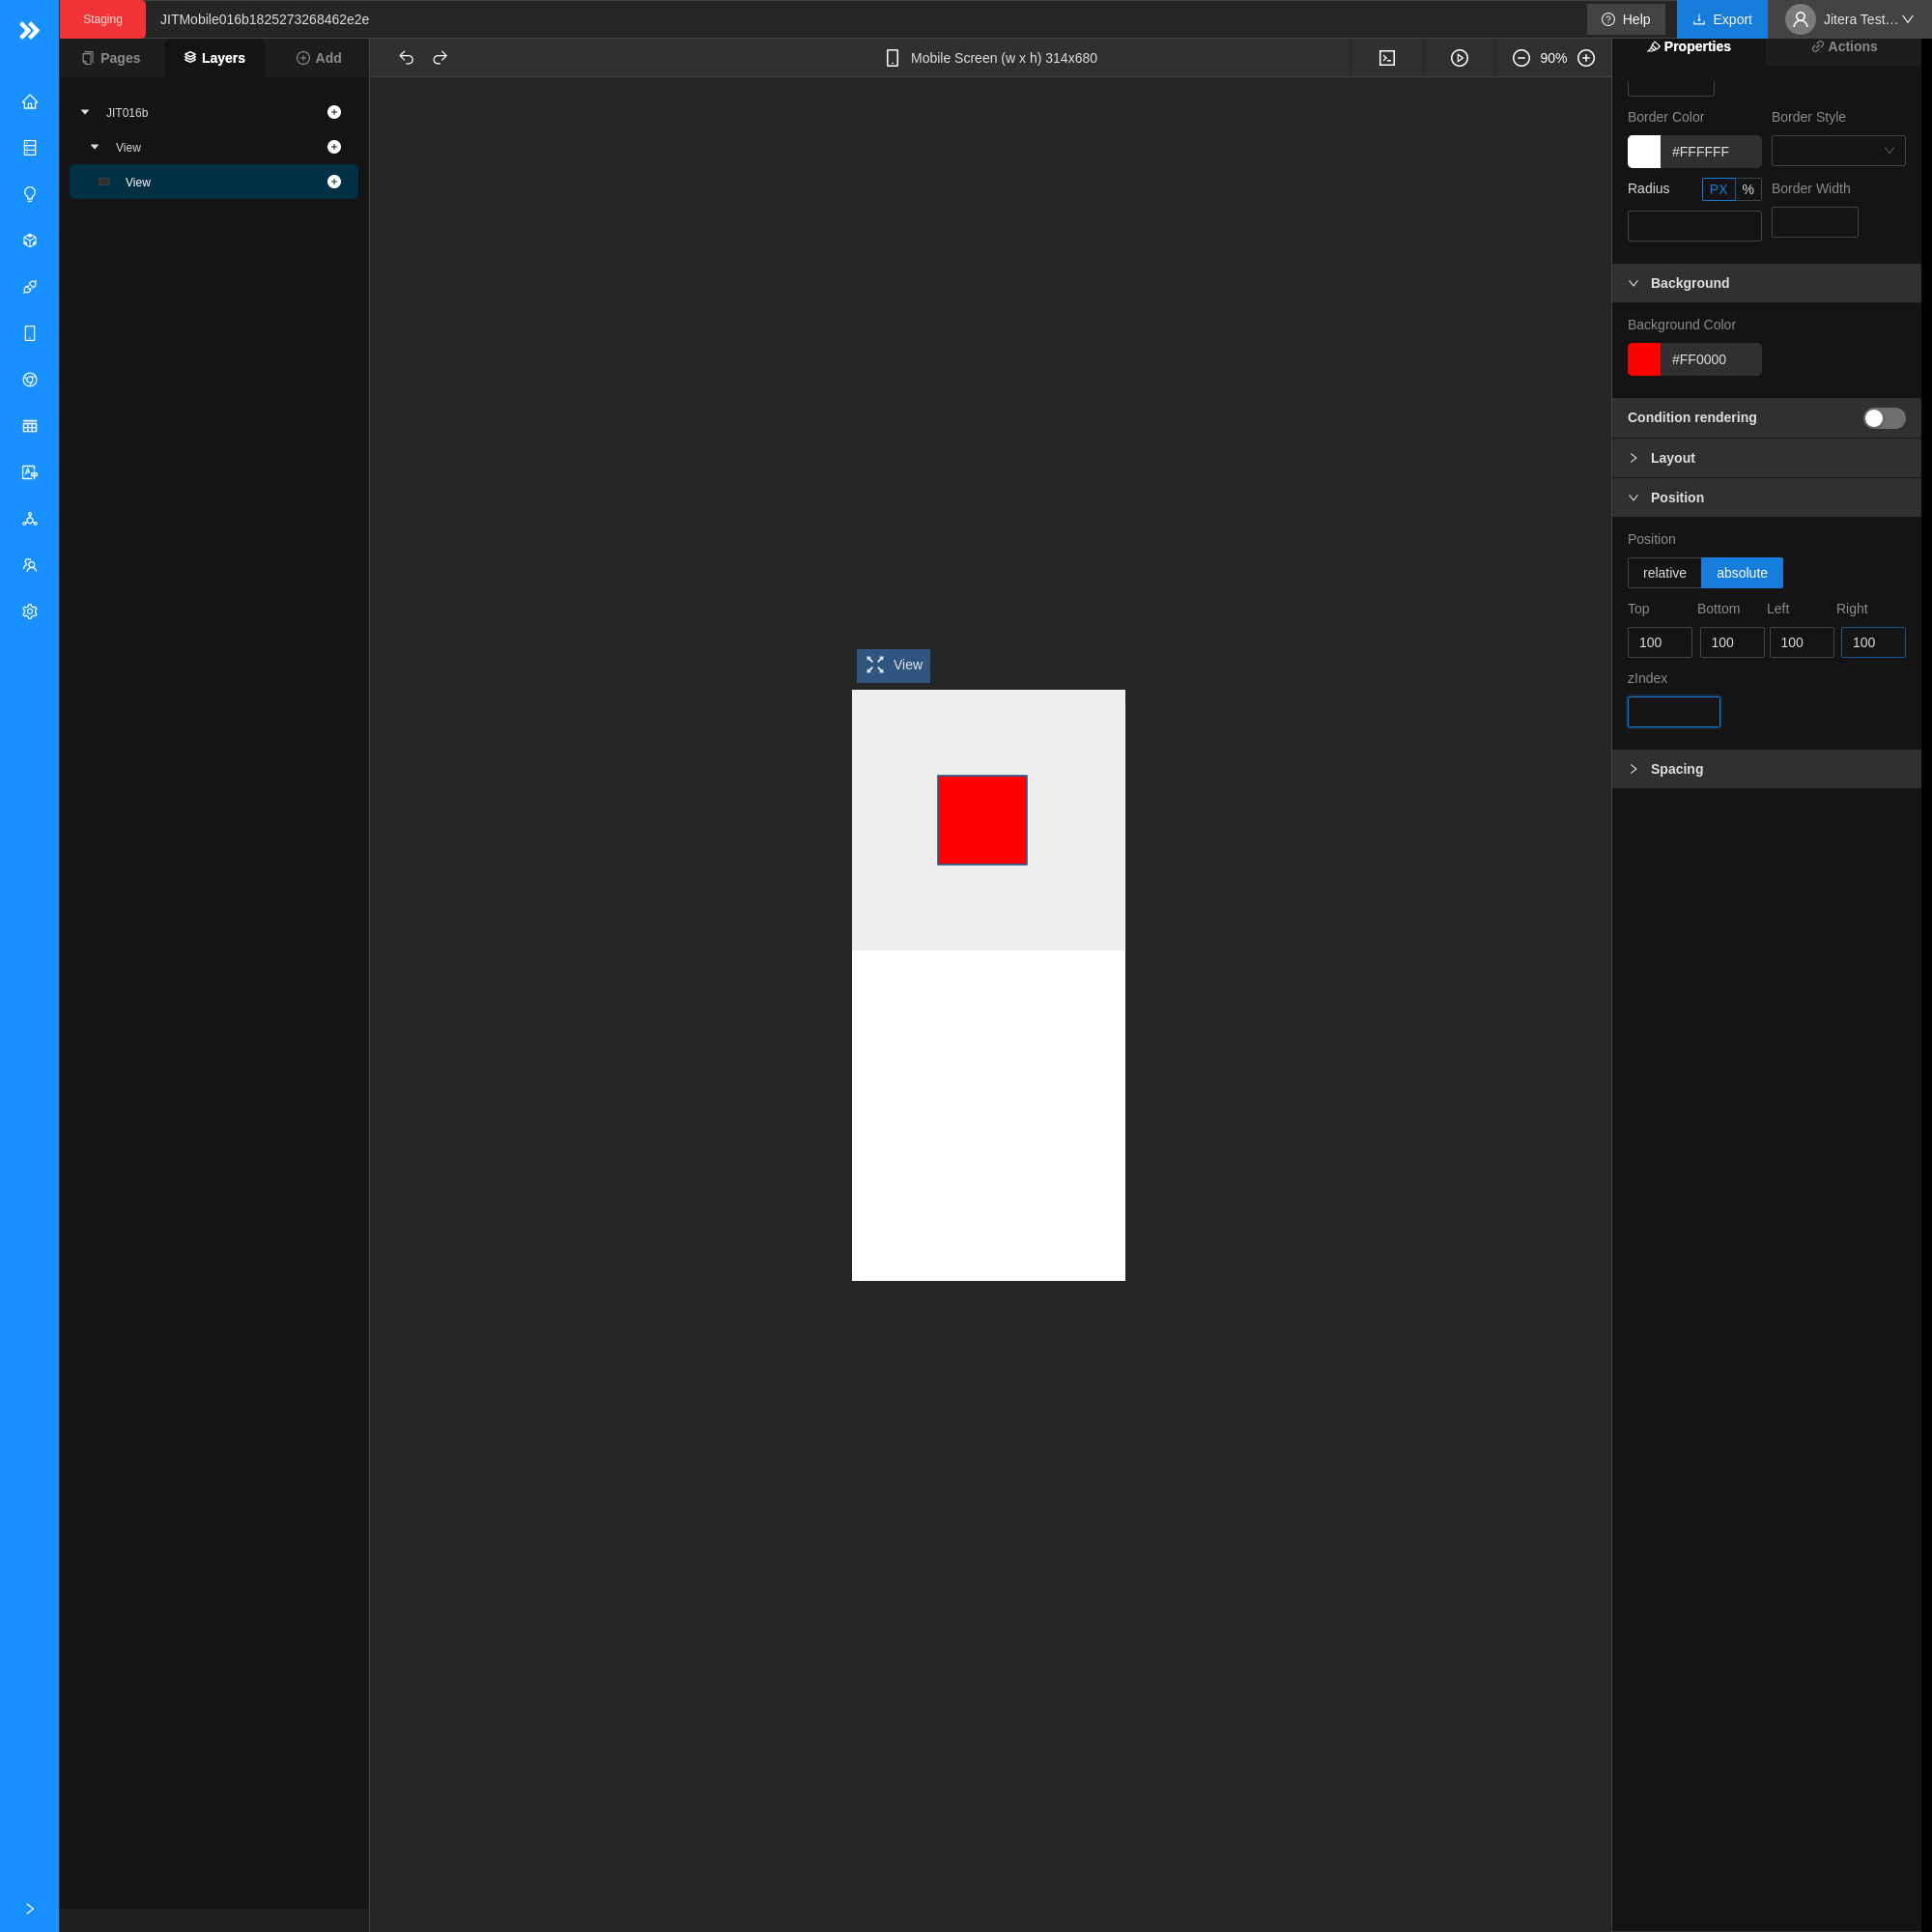 Staging
JITMobile016b1825273268462e2e
Help
Export
Jitera Test...
Pages
Layers
Add
Mobile Screen (w x h) 314x680
90%
Properties
Actions
JIT016b
View
View
View
Border Color
Border Style
#FFFFFF
Radius
PX
%
Border Width
Background
Background Color
#FF0000
Condition rendering
Layout
Position
Position
relative
absolute
Top
Bottom
Left
Right
100
100
100
100
zIndex
Spacing